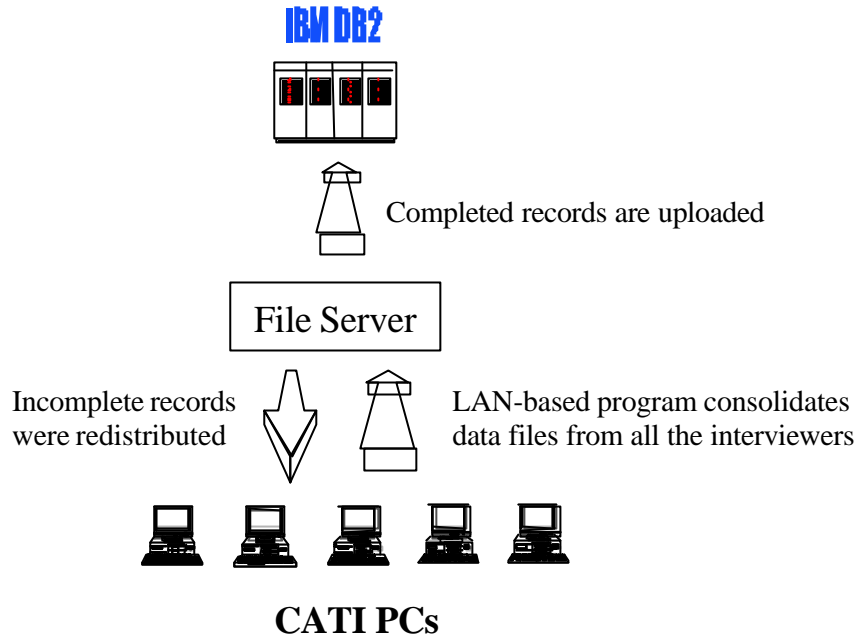 IBM DB2
Completed records are uploaded
File Server
Incomplete records
were redistributed
LAN-based program consolidates
data files from all the interviewers
CATI PCs